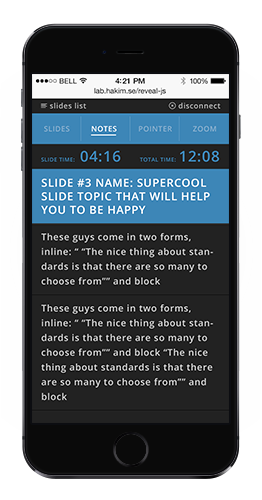 BELL 4:21 PM 100%
lab.hakim.se/reveal-js
slides list disconnect
SLIDES NOTES POINTER ZOOM
SLIDE TIME: 04:16 TOTAL TIME: 12:08
SLIDE #3 NAME: SUPERCOOL
SLIDE TOPIC THAT WILL HELP
YOU TO BE HAPPY
These guys come in two forms,
inline: “ “The nice thing about stan-
dards is that there are so many to
choose from”” and block
These guys come in two forms,
inline: “ “The nice thing about stan-
dards is that there are so many to
choose from”” and block “The nice
thing about standards is that there
are so many to choose from”” and
block